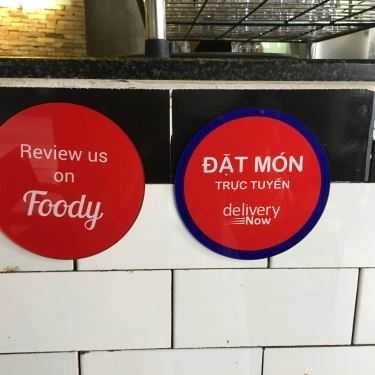 Review us
on
Foody
ĐẶT MÓN
TRỰC TUYẾN
delivery
Now